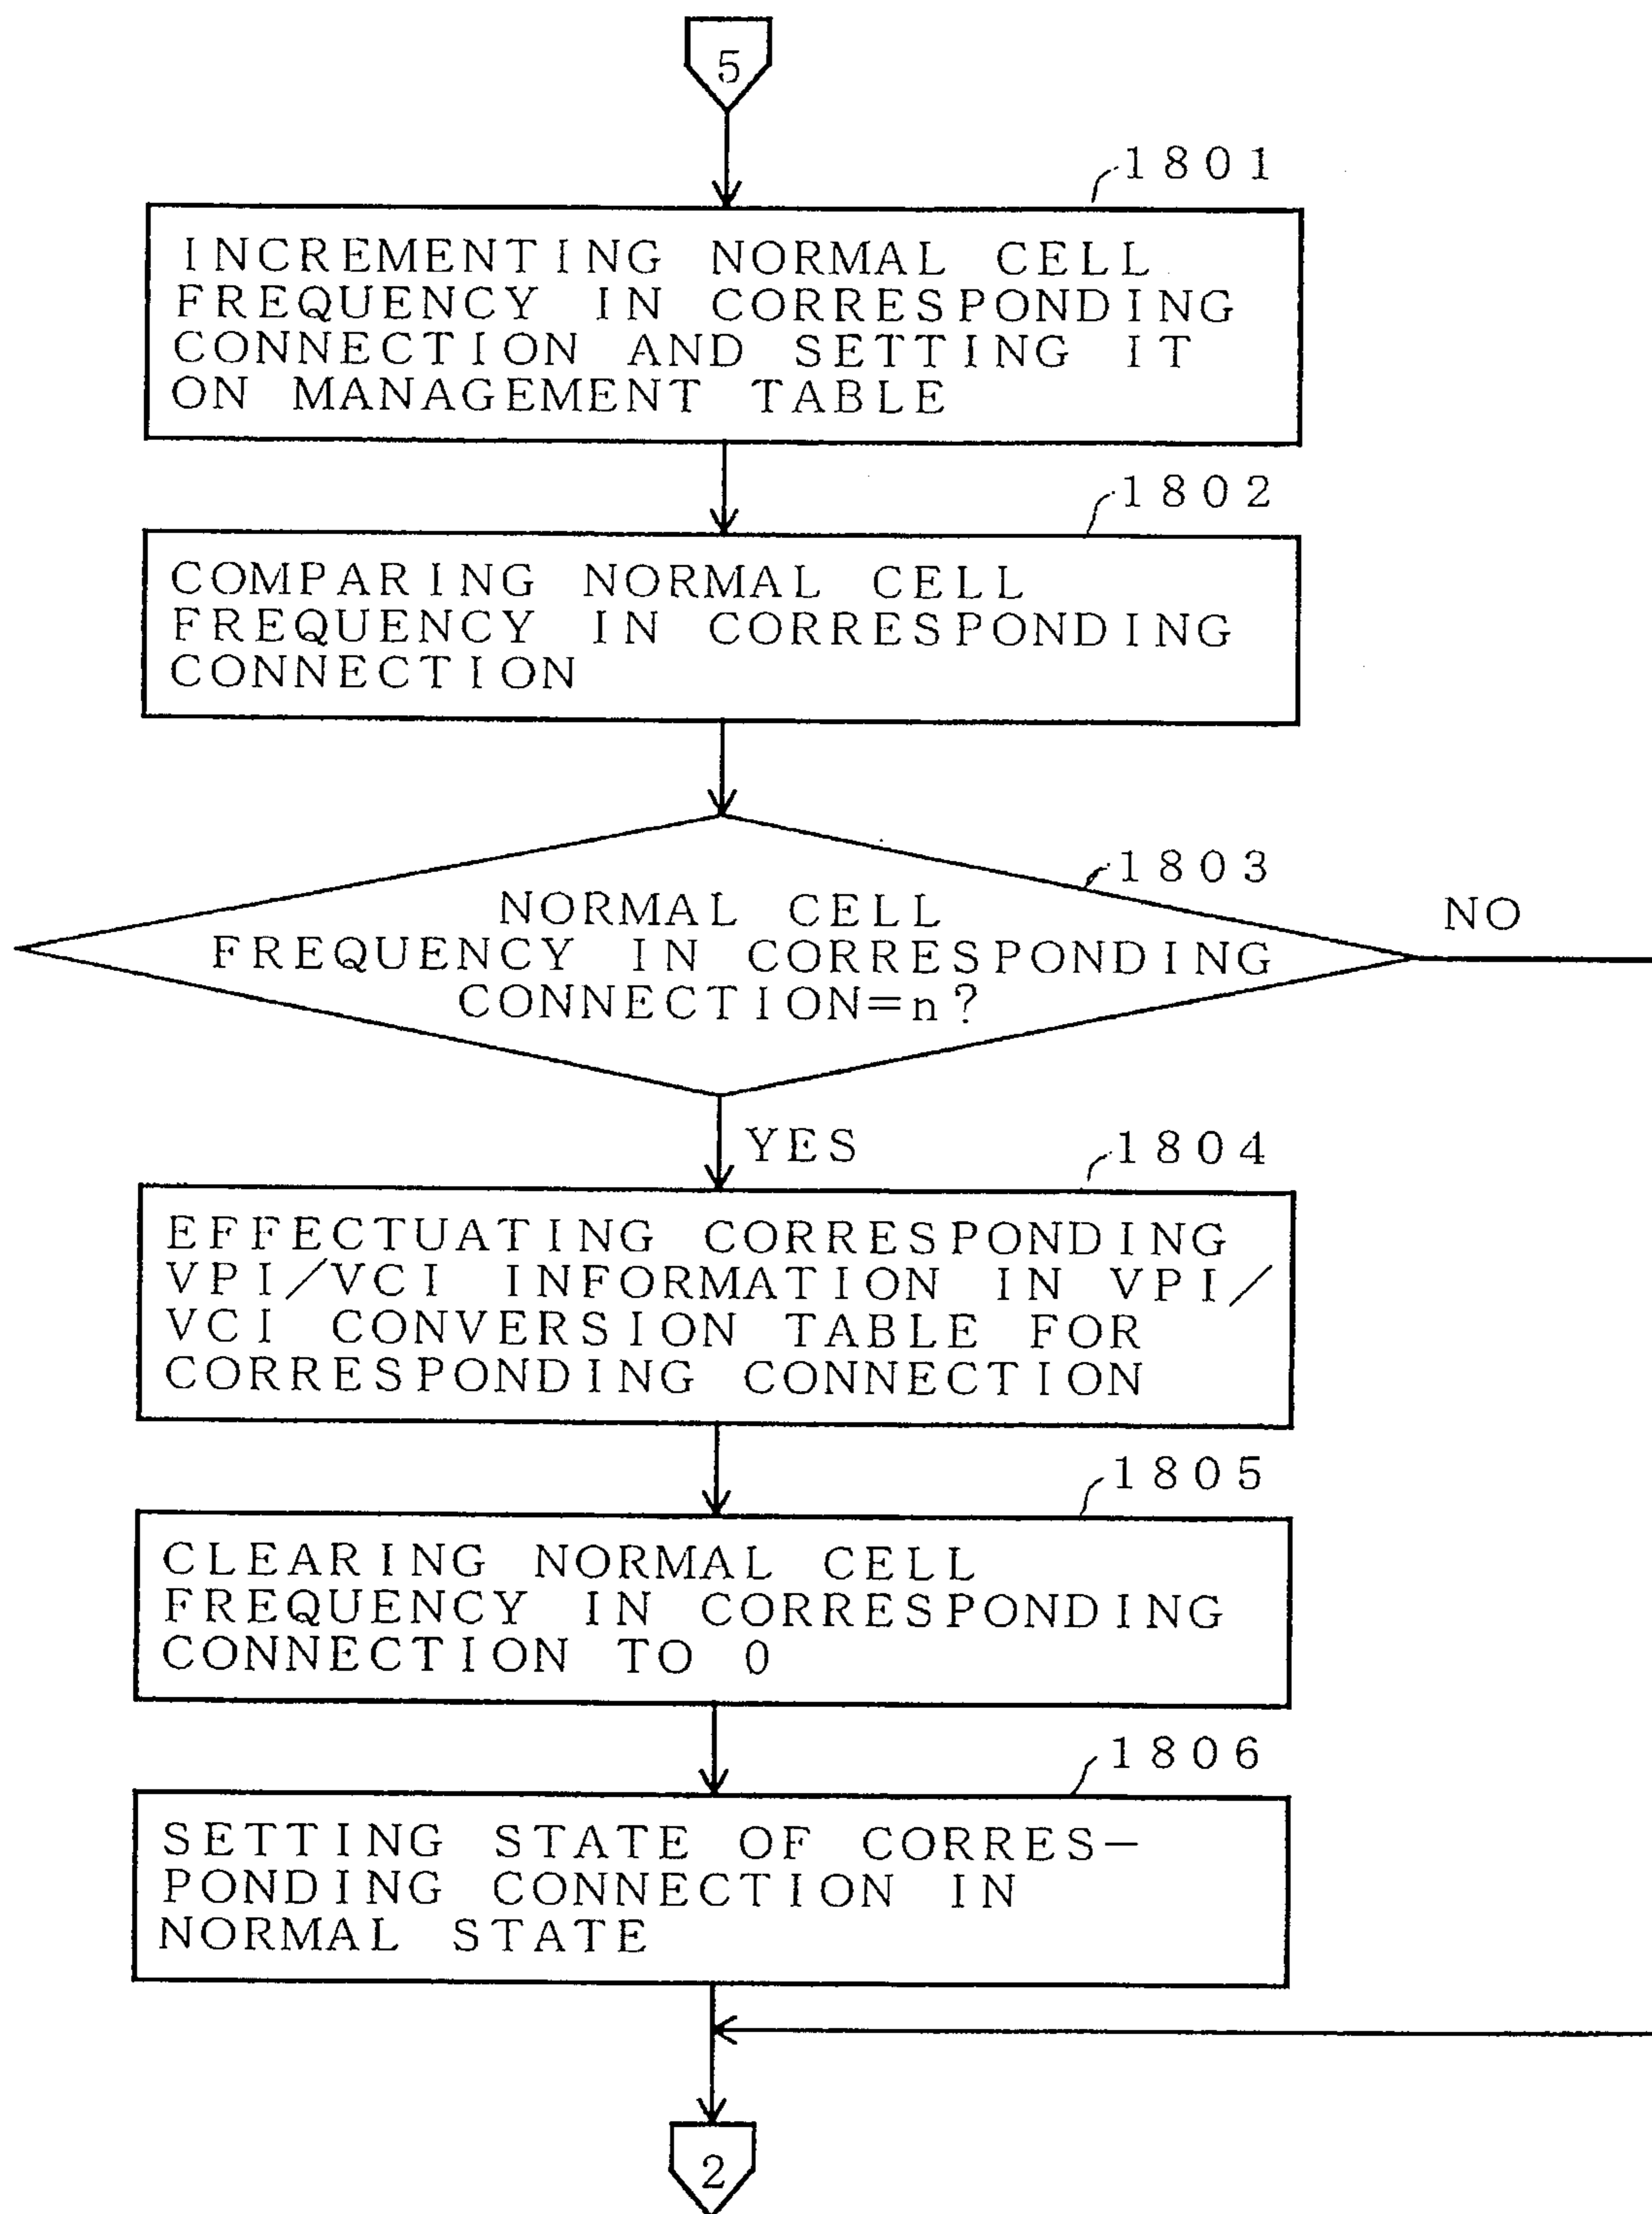 5
1801
INCREMENTING NORMAL CELL
FREQUENCY IN CORRESPONDING
CONNECTION AND SETTING IT
ON MANAGEMENT TABLE
1802
COMPARING NORMAL CELL
FREQUENCY IN CORRESPONDING
CONNECTION
1803
NORMAL CELL
FREQUENCY IN CORRESPONDING
CONNECTION=n?
NO
YES
1804
EFFECTUATING CORRESPONDING
VPI/VCI INFORMATION IN VPI/
VCI CONVERSION TABLE FOR
CORRESPONDING CONNECTION
1805
CLEARING NORMAL CELL
FREQUENCY IN CORRESPONDING
CONNECTION TO 0
1806
SETTING STATE OF CORRES-
PONDING CONNECTION IN
NORMAL STATE
2